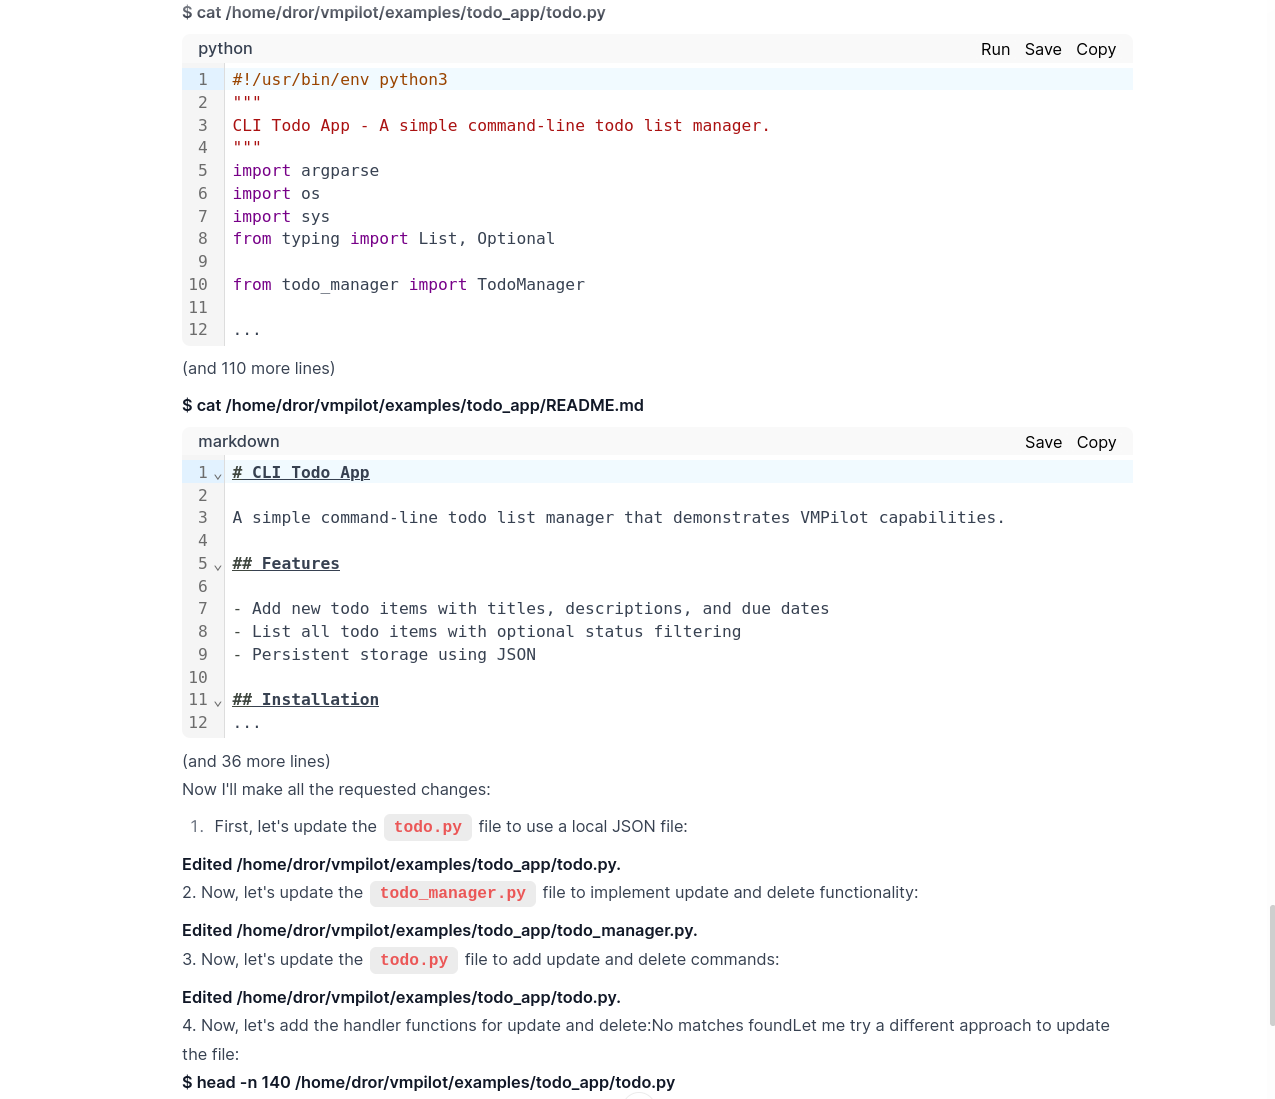 $ cat /home/dror/vmpilot/examples/todo_app/todo.py
python Run Save Copy
1 #!/usr/bin/env python3
2 """
3 CLI Todo App - A simple command-line todo list manager.
4 """
5 import argparse
6 import os
7 import sys
8 from typing import List, Optional
9
10 from todo_manager import TodoManager
11
12 ...
(and 110 more lines)
$ cat /home/dror/vmpilot/examples/todo_app/README.md
markdown Save Copy
1 # CLI Todo App
2
3 A simple command-line todo list manager that demonstrates VMPilot capabilities.
4
5 ## Features
6
7 - Add new todo items with titles, descriptions, and due dates
8 - List all todo items with optional status filtering
9 - Persistent storage using JSON
10
11 ## Installation
12 ...
(and 36 more lines)
Now I'll make all the requested changes:
1. First, let's update the todo.py file to use a local JSON file:
Edited /home/dror/vmpilot/examples/todo_app/todo.py.
2. Now, let's update the todo_manager.py file to implement update and delete functionality:
Edited /home/dror/vmpilot/examples/todo_app/todo_manager.py.
3. Now, let's update the todo.py file to add update and delete commands:
Edited /home/dror/vmpilot/examples/todo_app/todo.py.
4. Now, let's add the handler functions for update and delete:No matches foundLet me try a different approach to update
the file:
$ head -n 140 /home/dror/vmpilot/examples/todo_app/todo.py